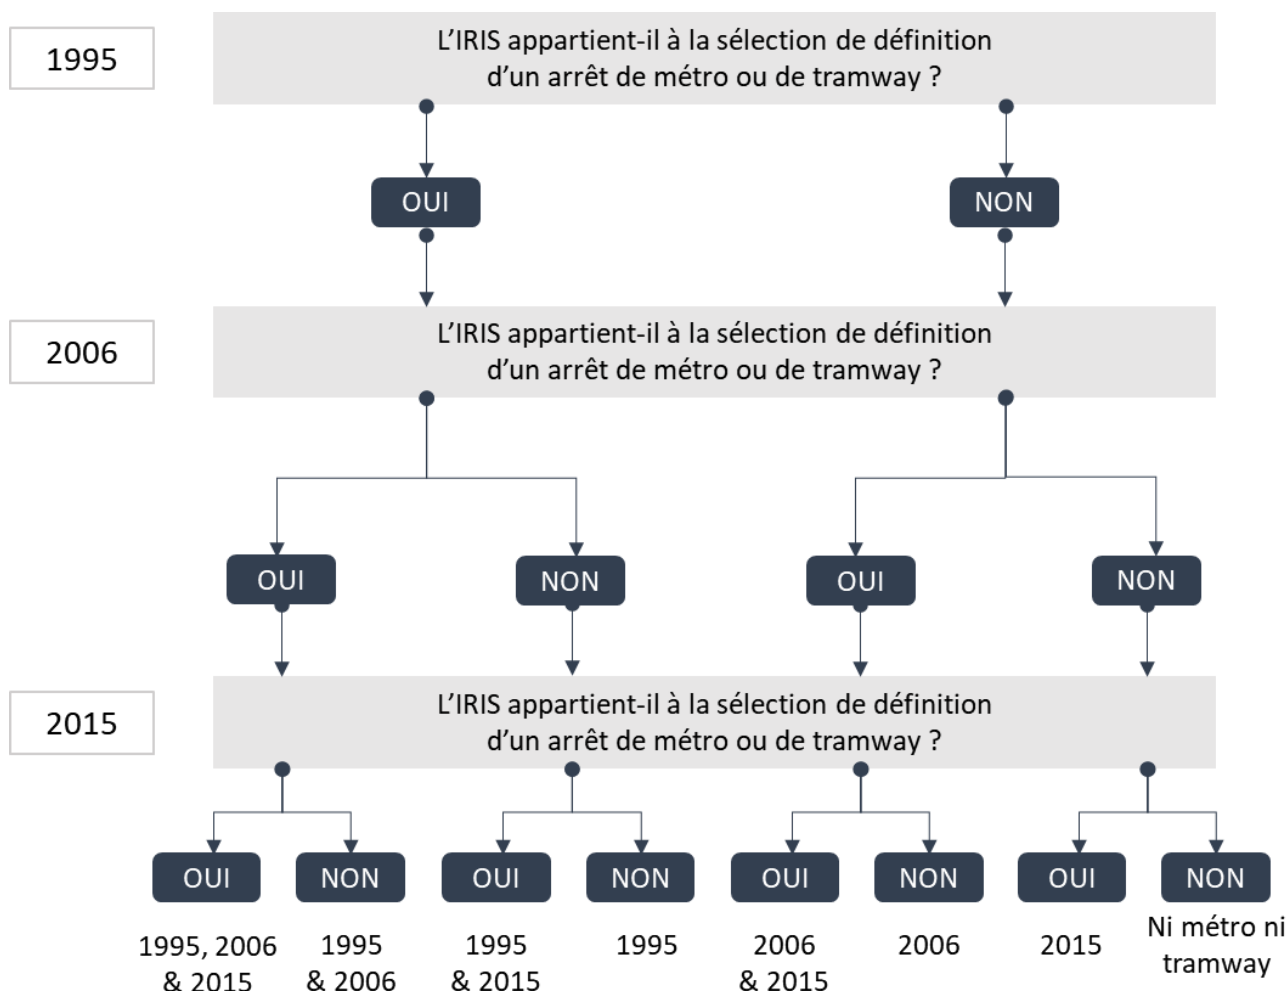 1995
L’IRIS appartient-il à la sélection de définition
d’un arrêt de métro ou de tramway ?
OUI
NON
2006
L’IRIS appartient-il à la sélection de définition
d’un arrêt de métro ou de tramway ?
OUI
NON
OUI
NON
2015
L’IRIS appartient-il à la sélection de définition
d’un arrêt de métro ou de tramway ?
OUI
NON
OUI
NON
OUI
NON
OUI
NON
1995, 2006
& 2015
1995
& 2006
1995
& 2015
1995
2006
& 2015
2006
2015
Ni métro ni
tramway